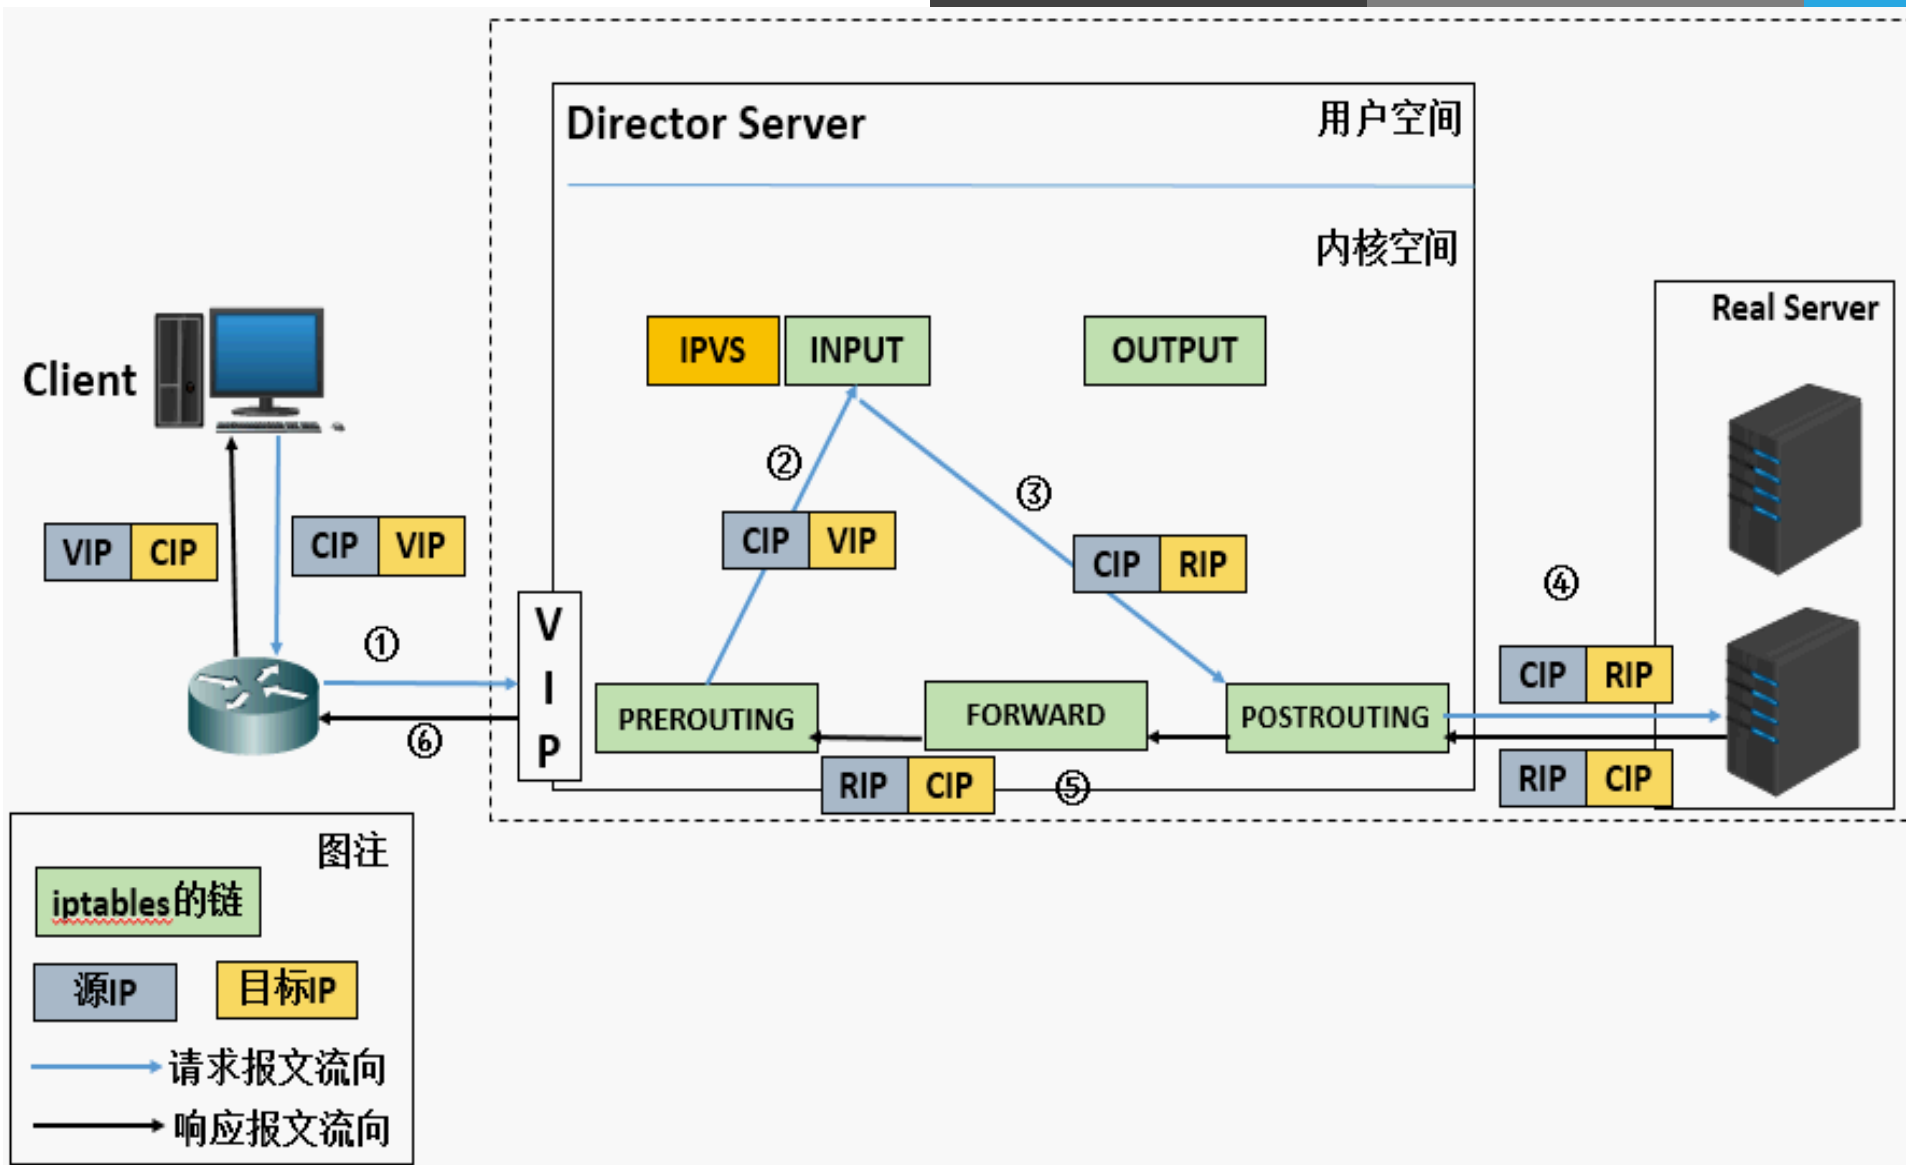 Director Server
用户空间
内核空间
Real Server
IPVS
INPUT
OUTPUT
Client
②
③
VIP CIP
CIP VIP
CIP VIP
CIP RIP
④
①
VIP
CIP RIP
PREROUTING
FORWARD
POSTROUTING
⑥
RIP CIP
⑤
RIP CIP
图注
iptables的链
源IP
目标IP
请求报文流向
响应报文流向